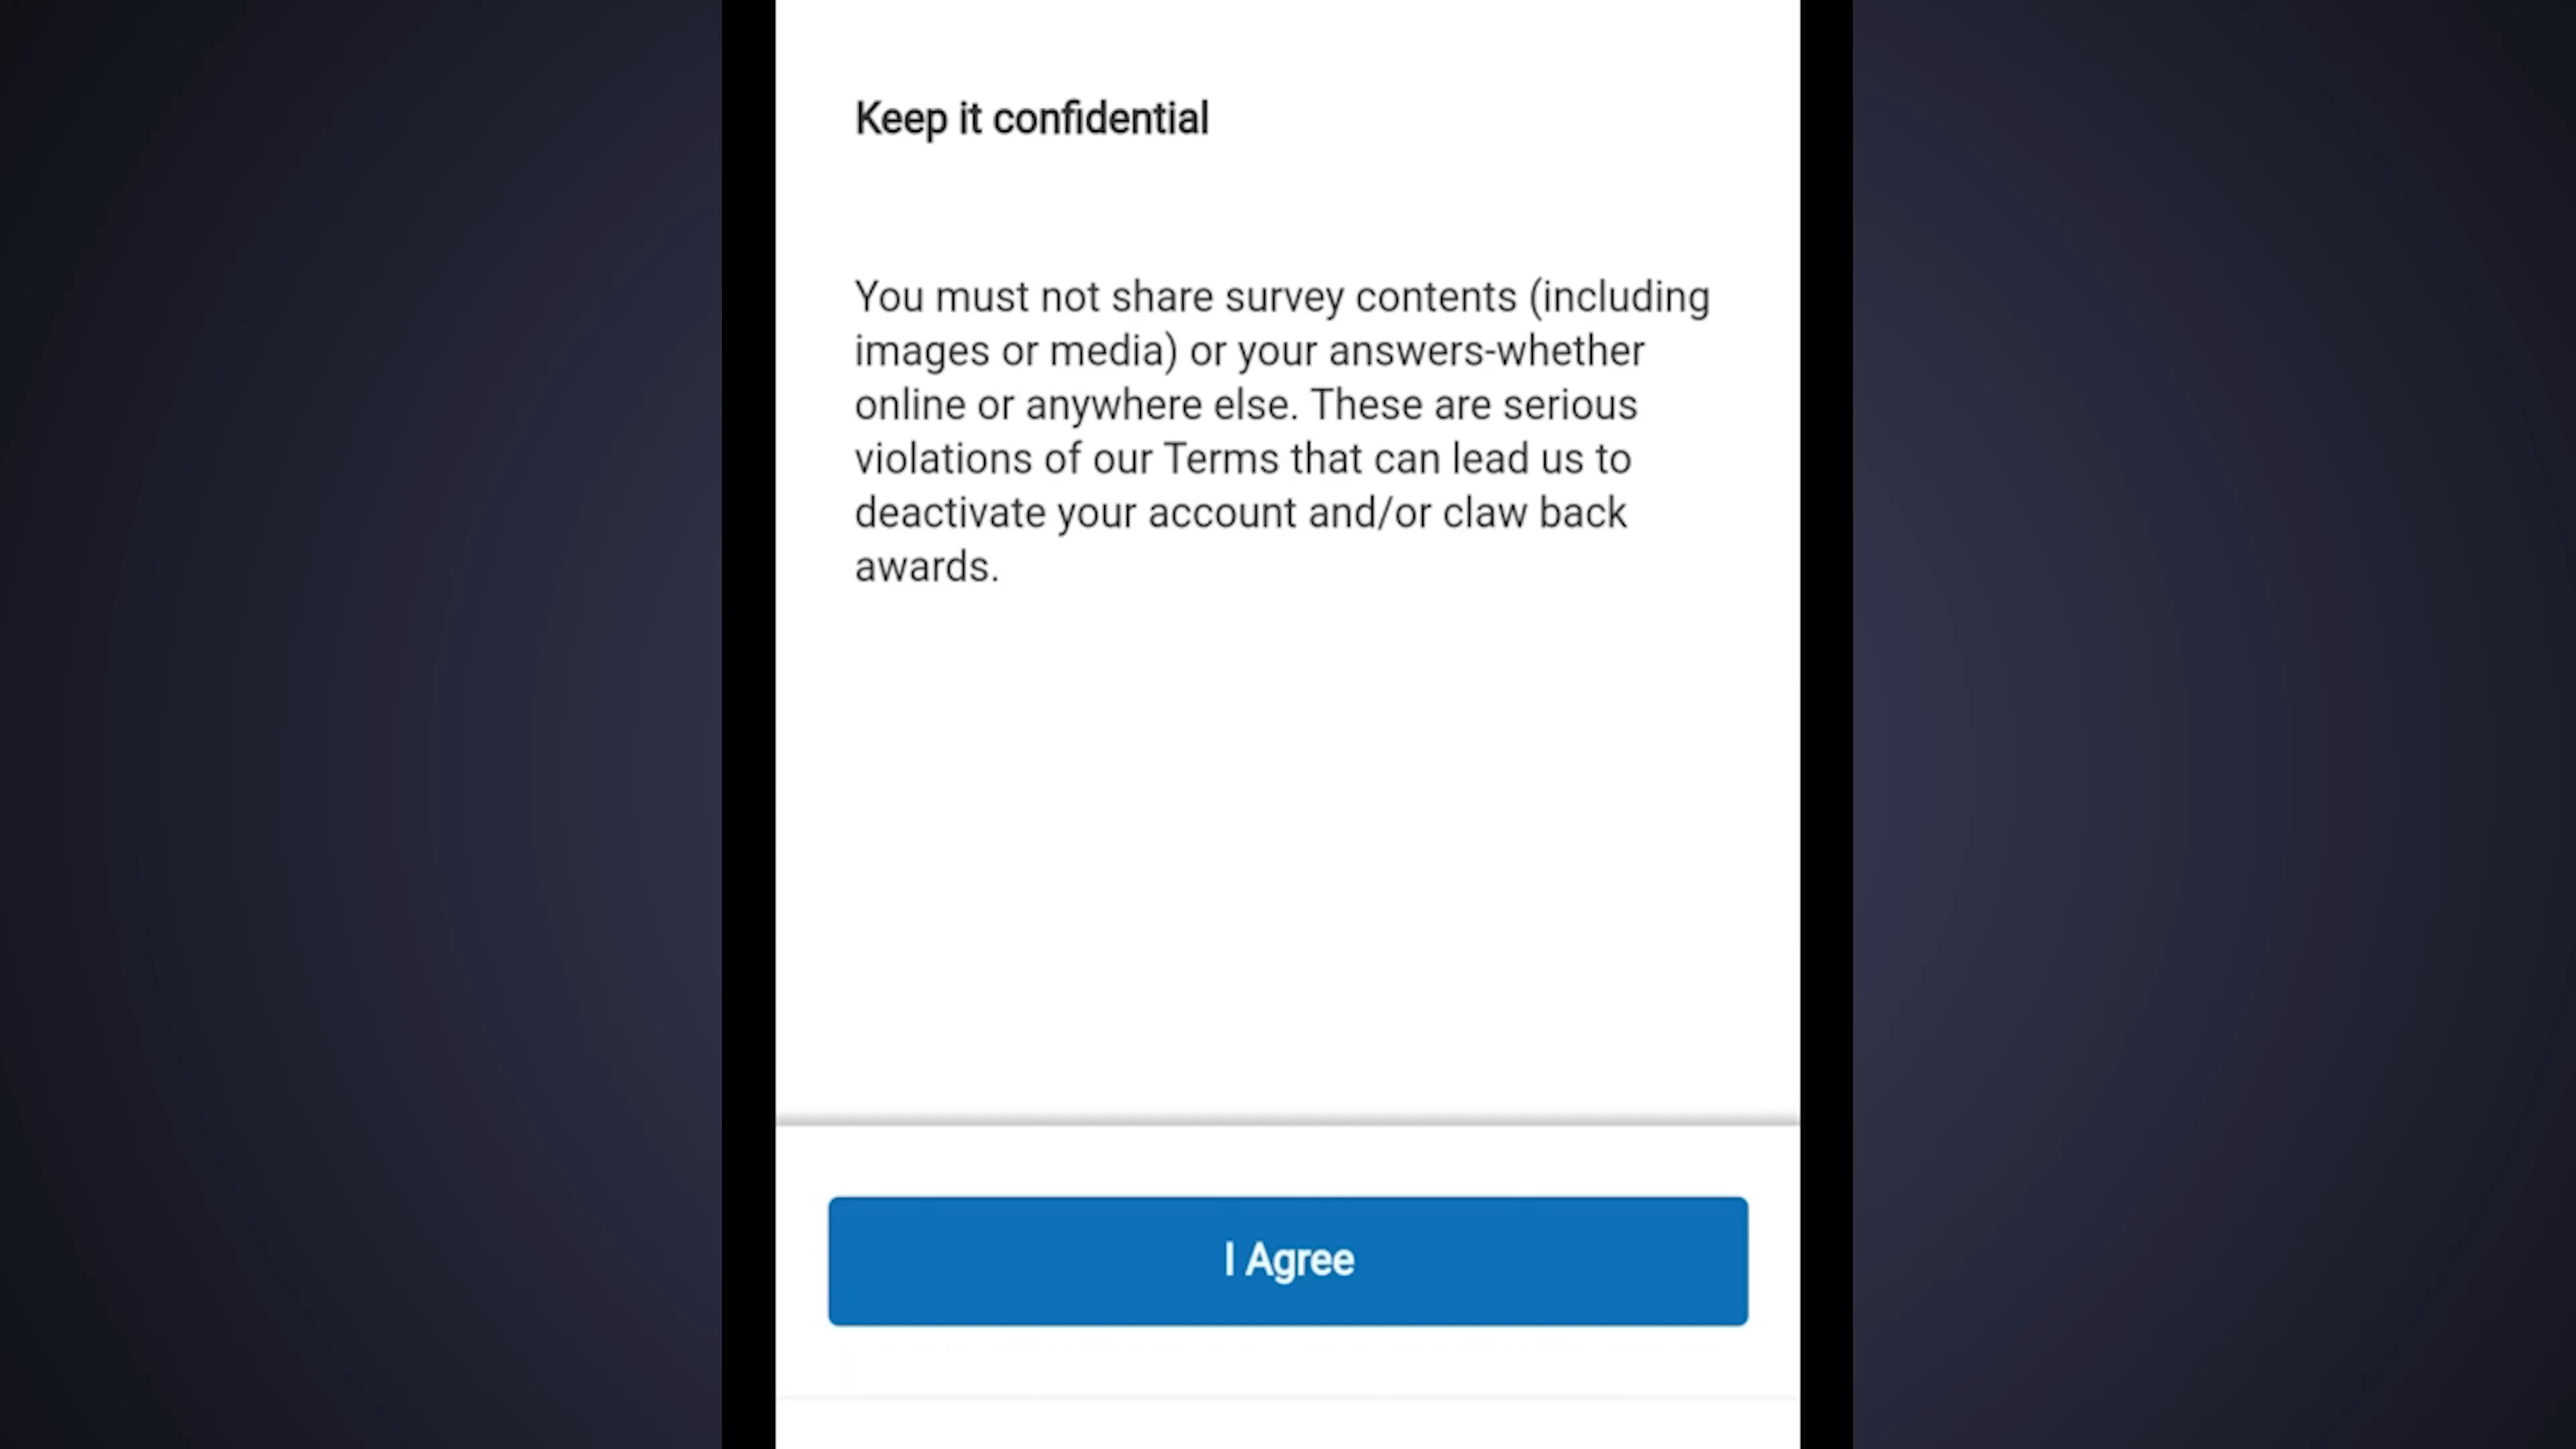 Keep it confidential
You must not share survey contents (including
images or media) or your answers-whether
online or anywhere else. These are serious
violations of our Terms that can lead us to
deactivate your account and/or claw back
awards.
I Agree